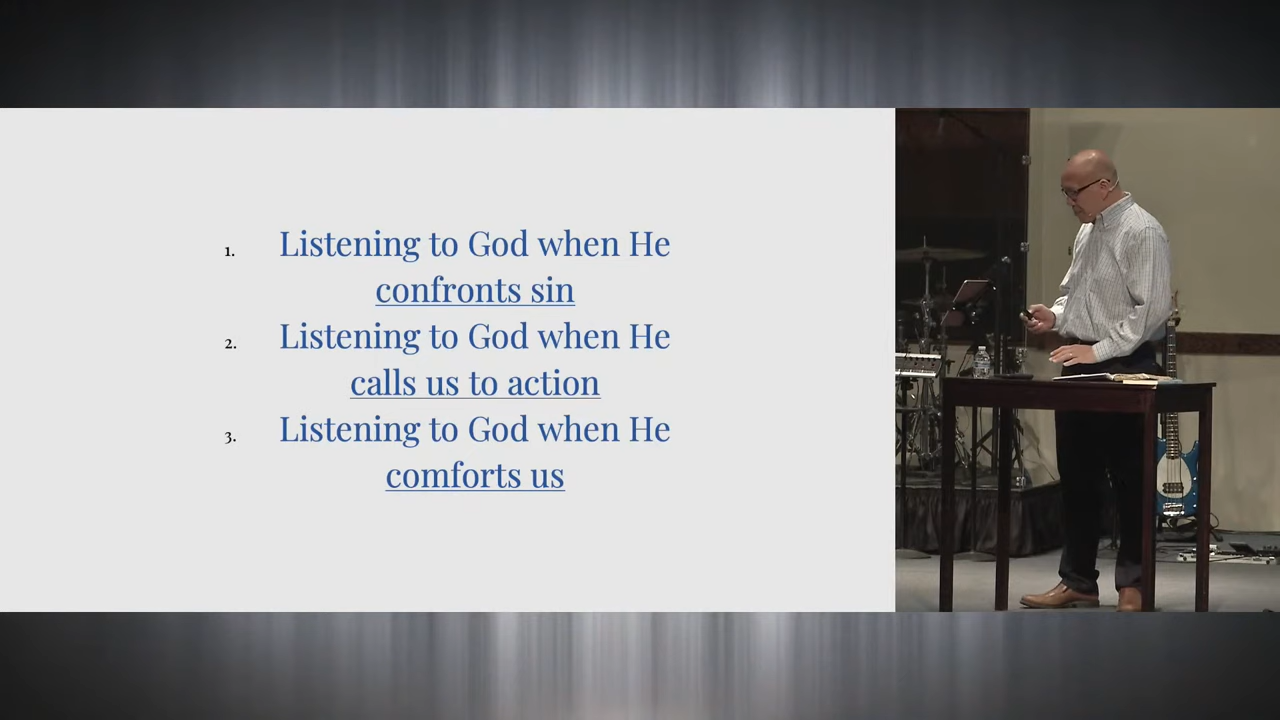 1. Listening to God when He
confronts sin
2. Listening to God when He
calls us to action
3. Listening to God when He
comforts us